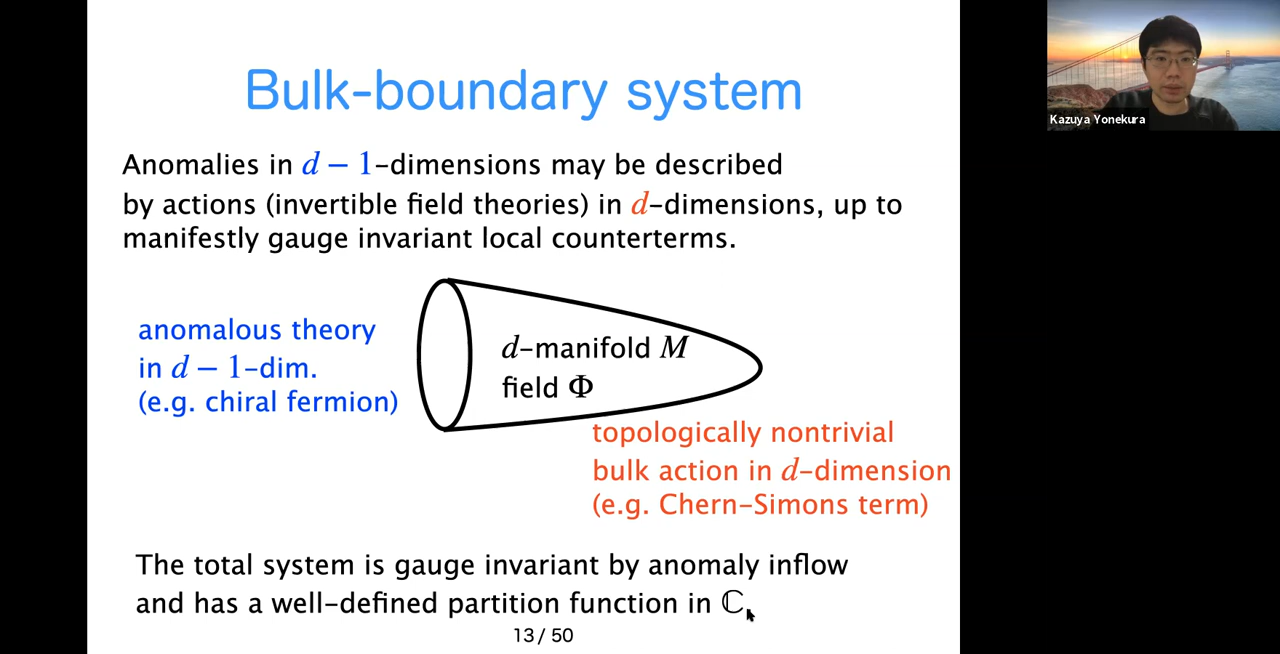 Bulk-boundary system
Anomalies in d − 1-dimensions may be described
by actions (invertible field theories) in d-dimensions, up to
manifestly gauge invariant local counterterms.
anomalous theory
in d − 1-dim.
(e.g. chiral fermion)
d-manifold M
field Φ
topologically nontrivial
bulk action in d-dimension
(e.g. Chern-Simons term)
The total system is gauge invariant by anomaly inflow
and has a well-defined partition function in ℂ.
13/ 50
Kazuya Yonekura